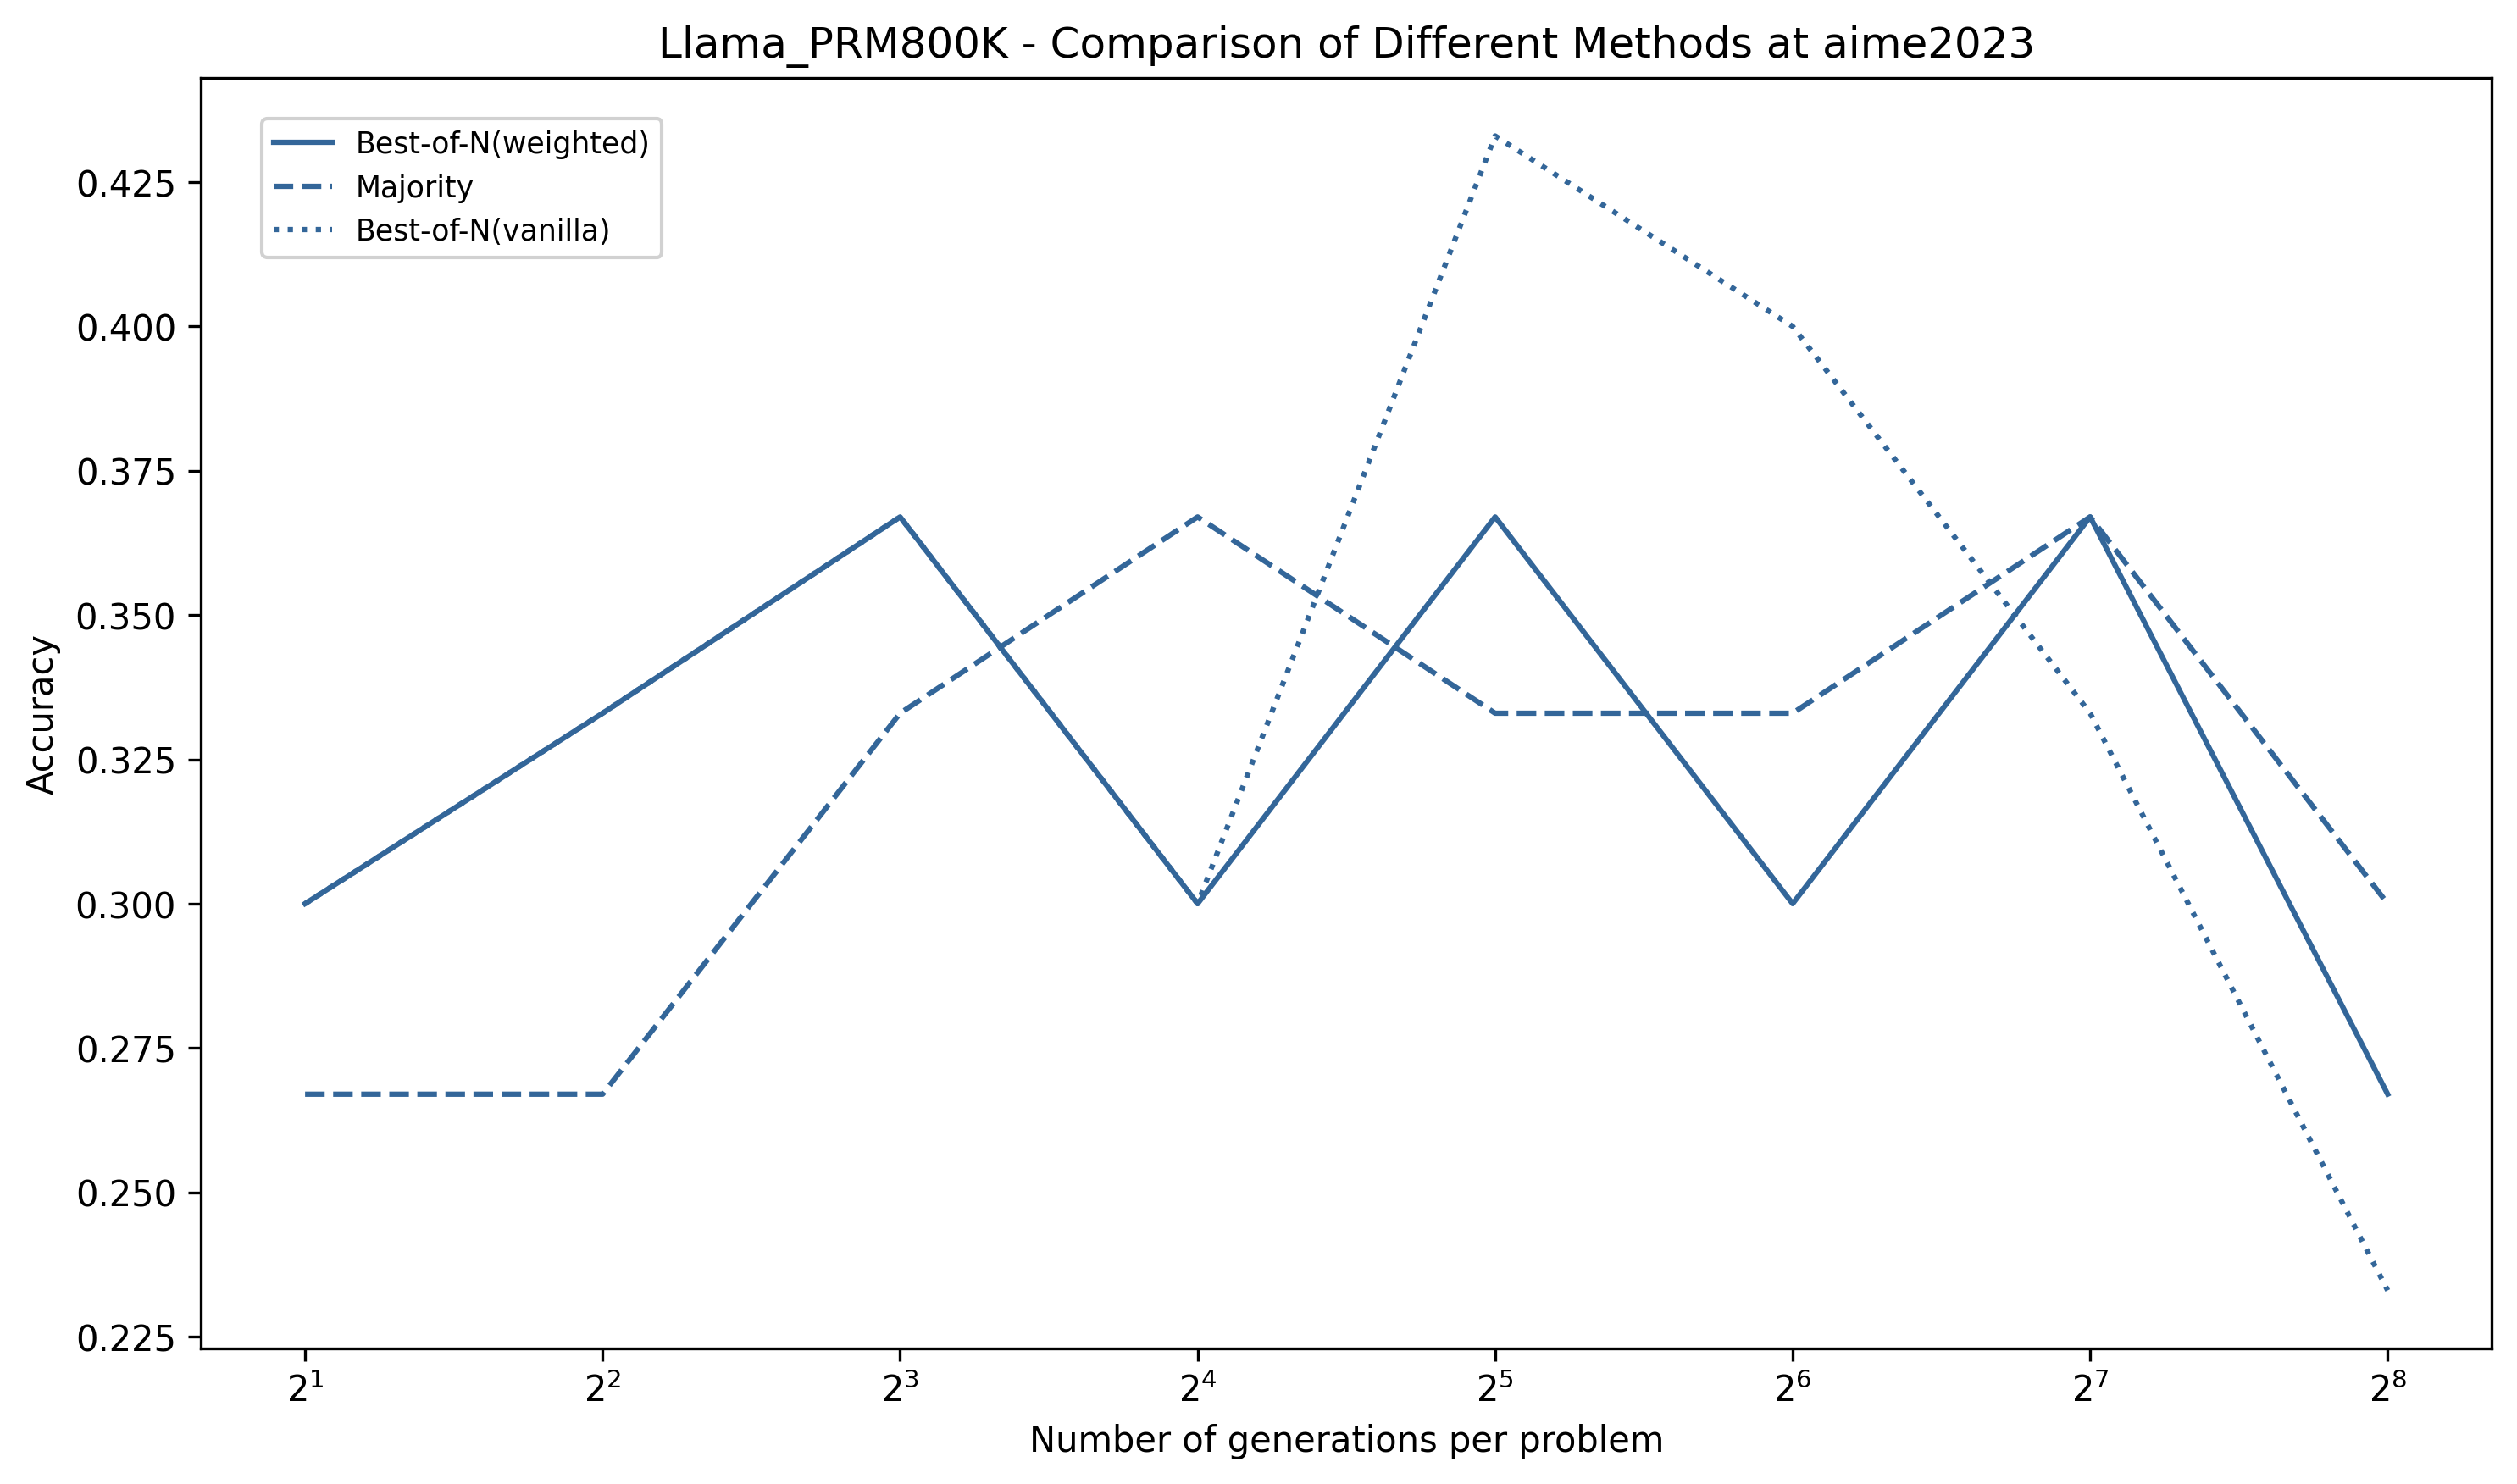 Llama_PRM800K - Comparison of Different Methods at aime2023
Best-of-N(weighted)
Majority
Best-of-N(vanilla)
Accuracy
0.425
0.400
0.375
0.350
0.325
0.300
0.275
0.250
0.225
2¹ 2² 2³ 2⁴ 2⁵ 2⁶ 2⁷ 2⁸
Number of generations per problem